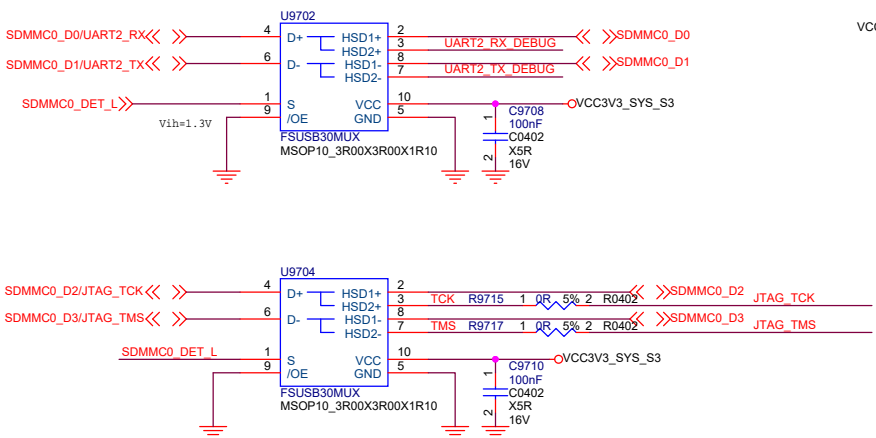 U9702
VCC
SDMMC0_D0/UART2_RX 4 D+ HSD1+ 2 SDMMC0_D0
HSD2+ 3 UART2_RX_DEBUG
SDMMC0_D1/UART2_TX 6 D- HSD1- 8 SDMMC0_D1
HSD2- 7 UART2_TX_DEBUG
SDMMC0_DET_L 1 S VCC 10 VCC3V3_SYS_S3
9 /OE GND 5
Vih=1.3V
1 C9708
100nF
C0402
X5R
2 16V
FSUSB30MUX
MSOP10_3R00X3R00X1R10
U9704
SDMMC0_D2/JTAG_TCK 4 D+ HSD1+ 2 SDMMC0_D2
HSD2+ 3 TCK R9715 1 0R 5% 2 R0402 JTAG_TCK
SDMMC0_D3/JTAG_TMS 6 D- HSD1- 8 SDMMC0_D3
HSD2- 7 TMS R9717 1 0R 5% 2 R0402 JTAG_TMS
SDMMC0_DET_L 1 S VCC 10 VCC3V3_SYS_S3
9 /OE GND 5
1 C9710
100nF
C0402
X5R
2 16V
FSUSB30MUX
MSOP10_3R00X3R00X1R10